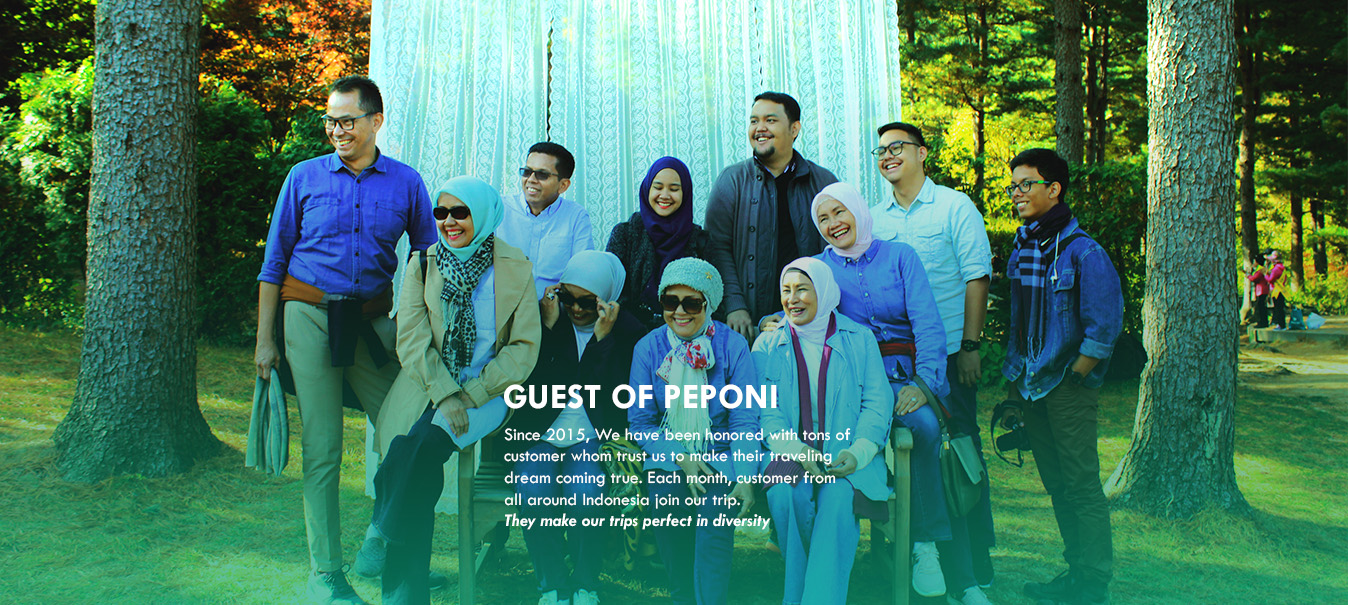 GUEST OF PEPONI
Since 2015, We have been honored with tons of
customer whom trust us to make their traveling
dream coming true. Each month, customer from
all around Indonesia join our trip.
They make our trips perfect in diversity